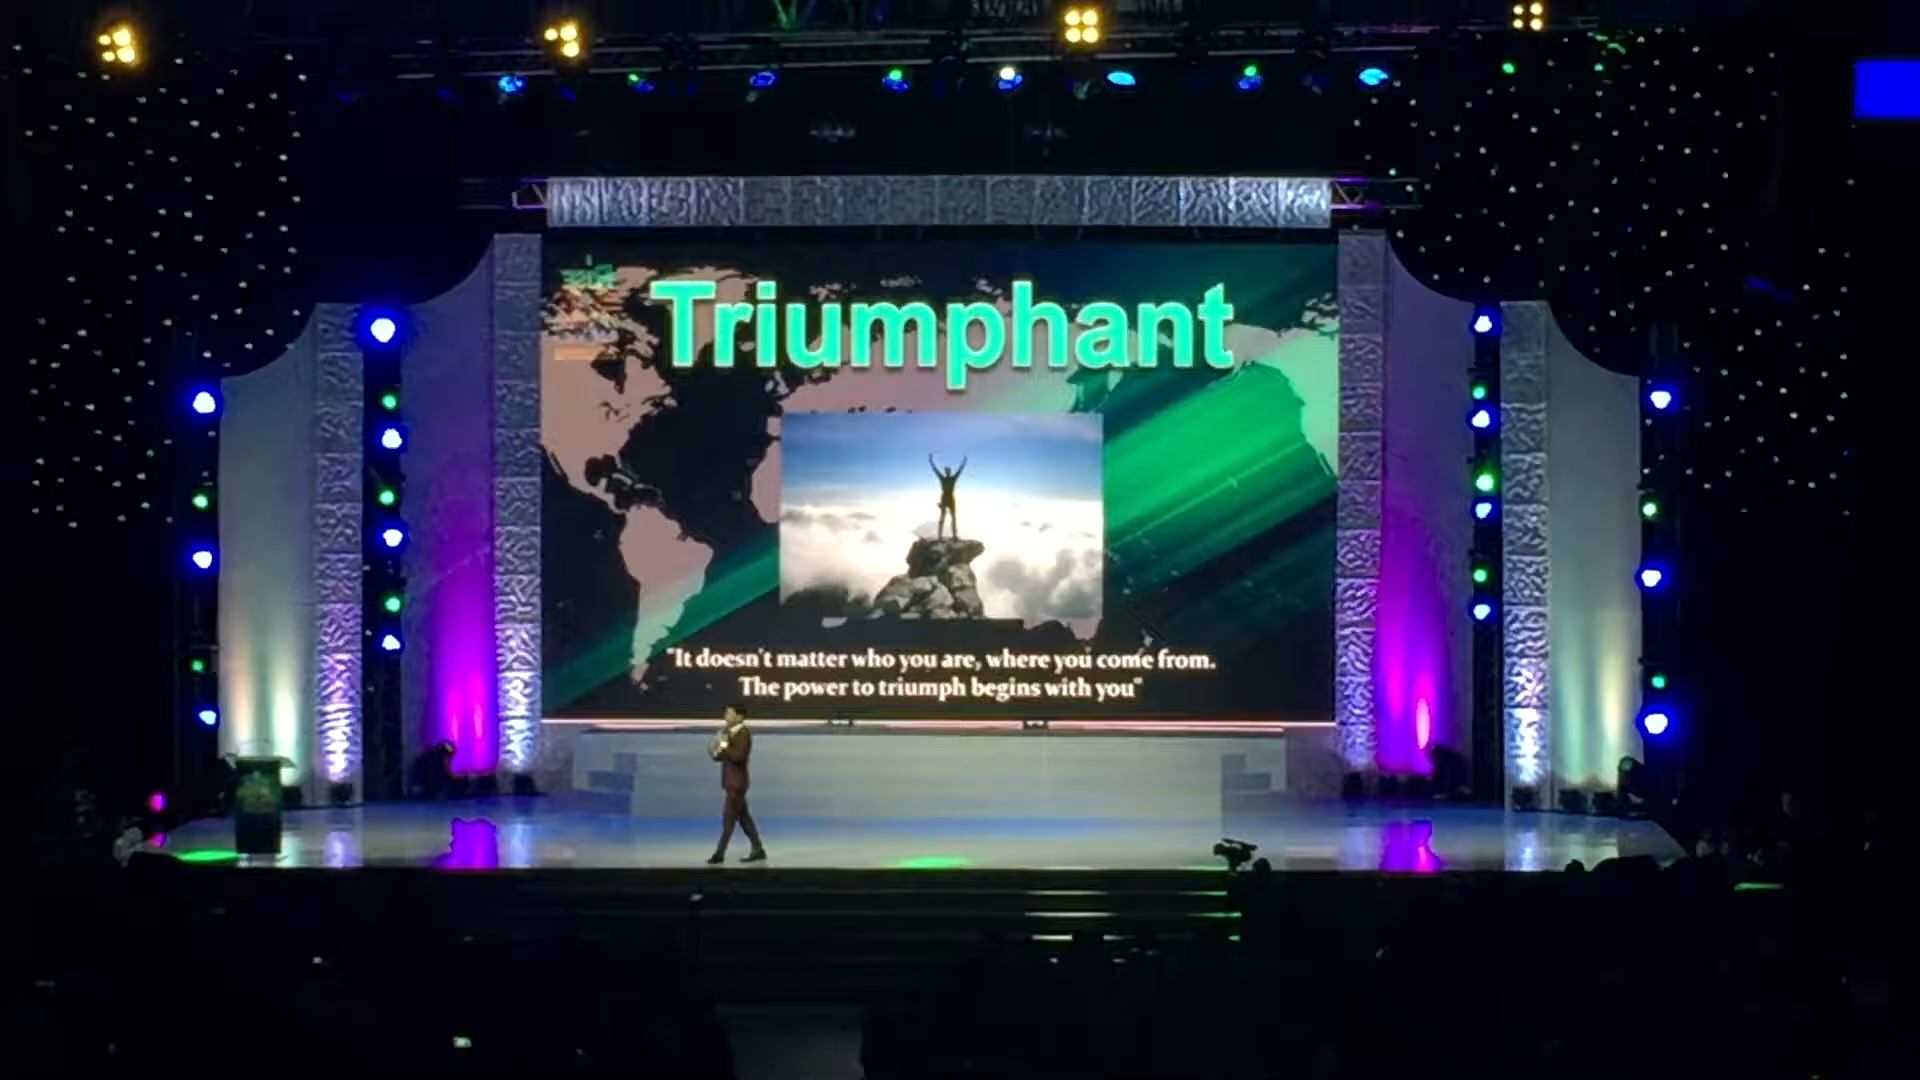 Triumphant
"It doesn't matter who you are, where you come from.
The power to triumph begins with you"